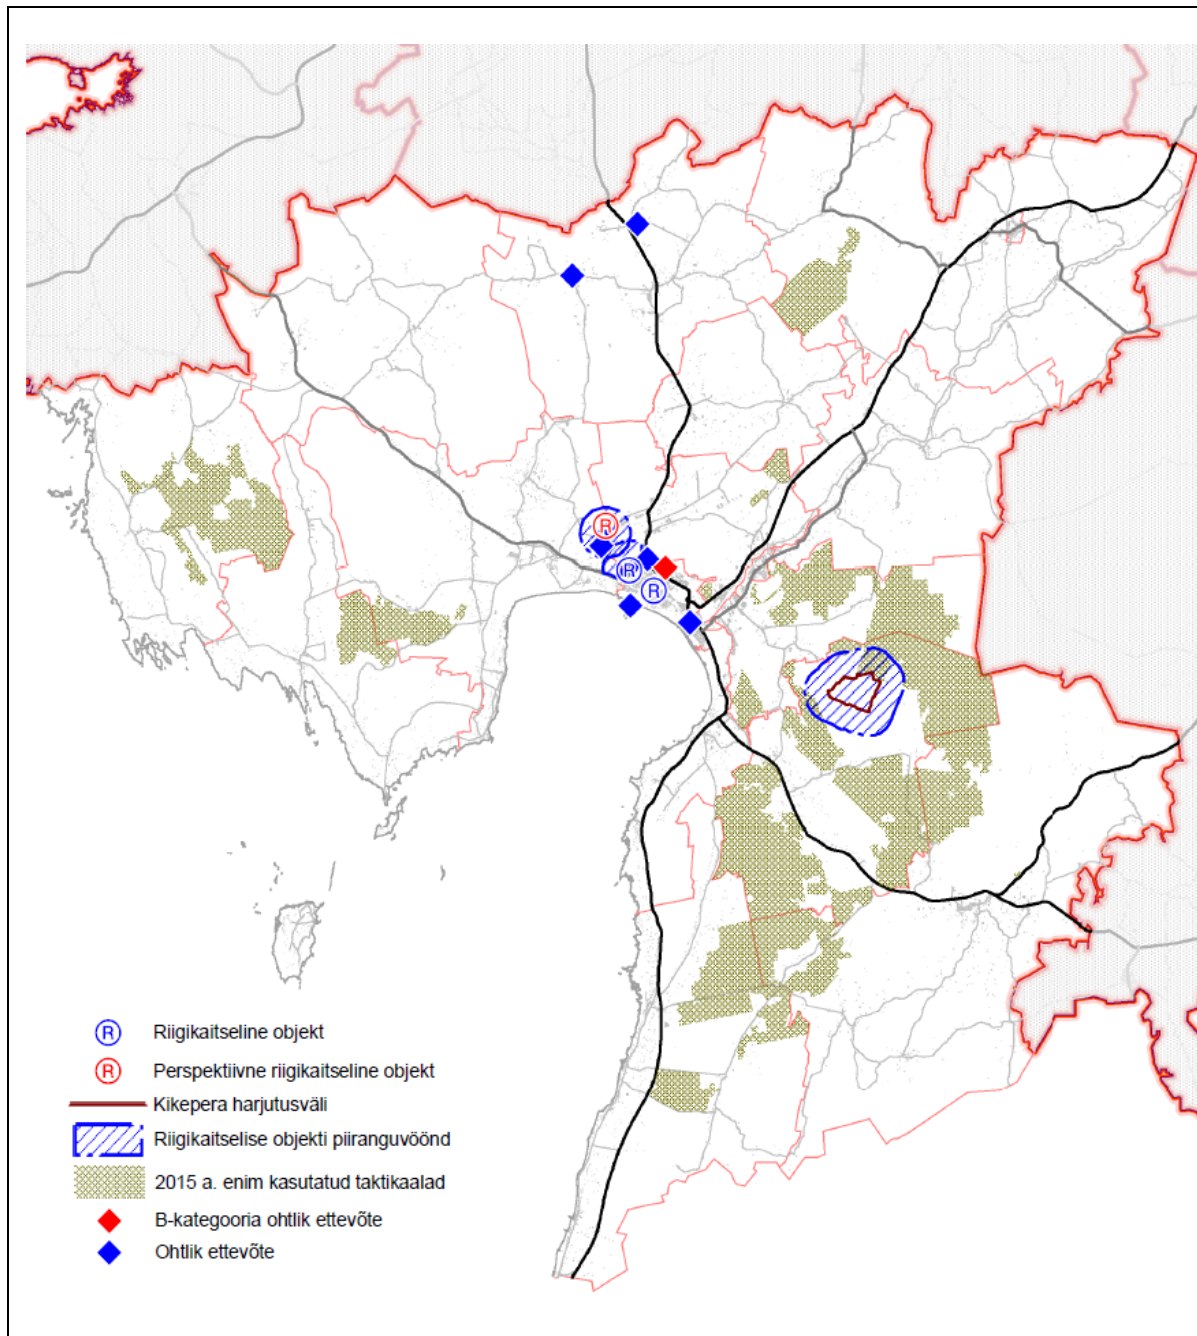 R
R
R
R Riigikaitseline objekt
R Perspektiivne riigikaitseline objekt
Kikepera harjutusväli
Riigikaitselise objekti piiranguvöönd
2015 a. enim kasutatud taktikaalad
B-kategooria ohtlik ettevõte
Ohtlik ettevõte